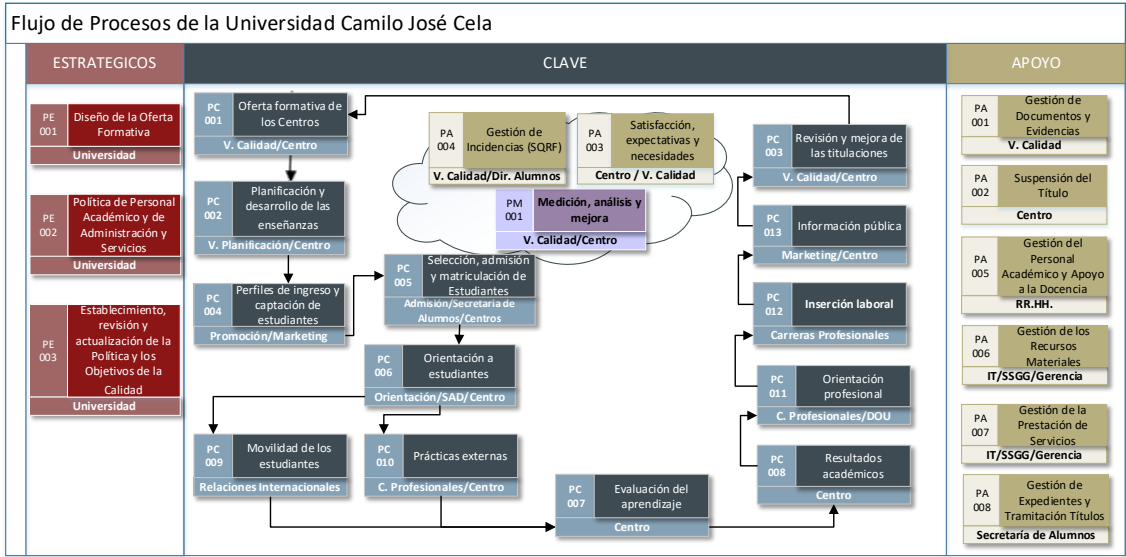 Flujo de Procesos de la Universidad Camilo José Cela
ESTRATEGICOS
PE
001
Diseño de la Oferta
Formativa
Universidad
PE
002
Política de Personal
Académico y de
Administración y
Servicios
Universidad
PE
003
Establecimiento,
revisión y
actualización de la
Política y los
Objetivos de la
Calidad
Universidad
CLAVE
PC
001
Oferta formativa de
los Centros
V. Calidad/Centro
PC
002
Planificación y
desarrollo de las
enseñanzas
V. Planificación/Centro
PC
004
Perfiles de ingreso y
captación de
estudiantes
Promoción/Marketing
PA
004
Gestión de
Incidencias (SQRF)
V. Calidad/Dir. Alumnos
PA
003
Satisfacción,
expectativas y
necesidades
Centro / V. Calidad
PM
001
Medición, análisis y
mejora
V. Calidad/Centro
PC
005
Selección, admisión
y matriculación de
Estudiantes
Admisión/Secretaria de
Alumnos/Centros
PC
006
Orientación a
estudiantes
Orientación/SAD/Centro
PC
009
Movilidad de los
estudiantes
Relaciones Internacionales
PC
010
Prácticas externas
C. Profesionales/Centro
PC
007
Evaluación del
aprendizaje
Centro
PC
003
Revisión y mejora de
las titulaciones
V. Calidad/Centro
PC
013
Información pública
Marketing/Centro
PC
012
Inserción laboral
Carreras Profesionales
PC
011
Orientación
profesional
C. Profesionales/DOU
PC
008
Resultados
académicos
Centro
APOYO
PA
001
Gestión de
Documentos y
Evidencias
V. Calidad
PA
002
Suspensión del
Título
Centro
PA
005
Gestión del
Personal
Académico y Apoyo
a la Docencia
RR.HH.
PA
006
Gestión de los
Recursos
Materiales
IT/SSGG/Gerencia
PA
007
Gestión de la
Prestación de
Servicios
IT/SSGG/Gerencia
PA
008
Gestión de
Expedientes y
Tramitación Títulos
Secretaría de Alumnos